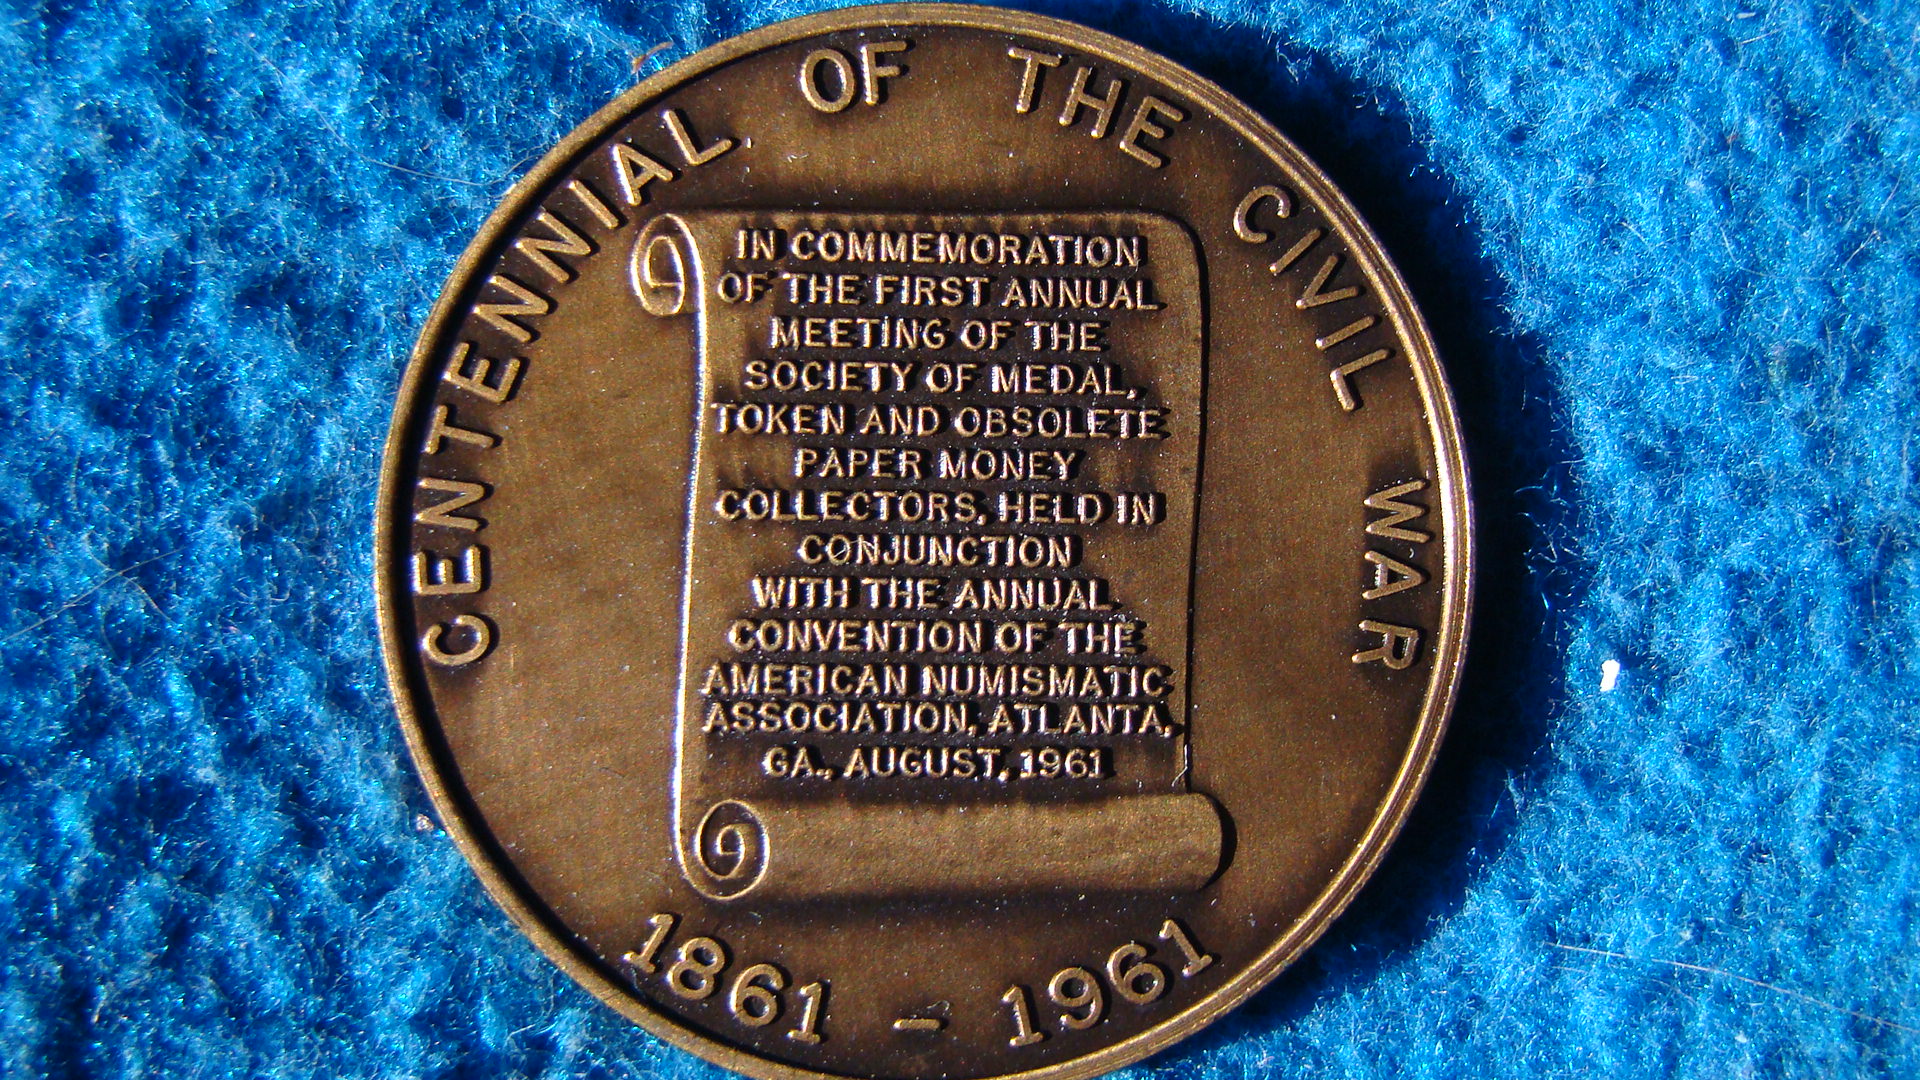 CENTENNIAL OF THE CIVIL WAR
IN COMMEMORATION
OF THE FIRST ANNUAL
MEETING OF THE
SOCIETY OF MEDAL,
TOKEN AND OBSOLETE
PAPER MONEY
COLLECTORS, HELD IN
CONJUNCTION
WITH THE ANNUAL
CONVENTION OF THE
AMERICAN NUMISMATIC
ASSOCIATION, ATLANTA,
GA., AUGUST, 1961
1861 - 1961